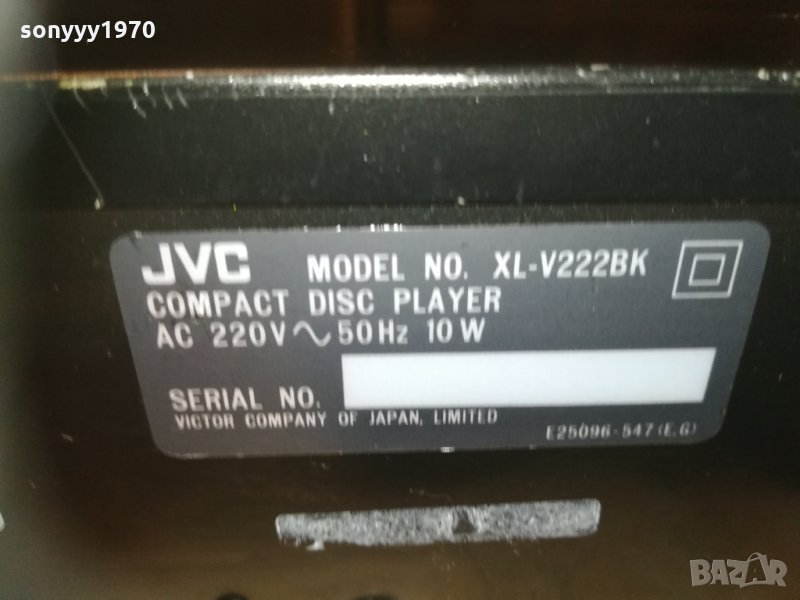 sonyyy1970
JVC MODEL NO. XL-V222BK
COMPACT DISC PLAYER
AC 220V ~ 50Hz 10W
SERIAL NO.
VICTOR COMPANY OF JAPAN, LIMITED
E25096-547(E.G)
BAZAR